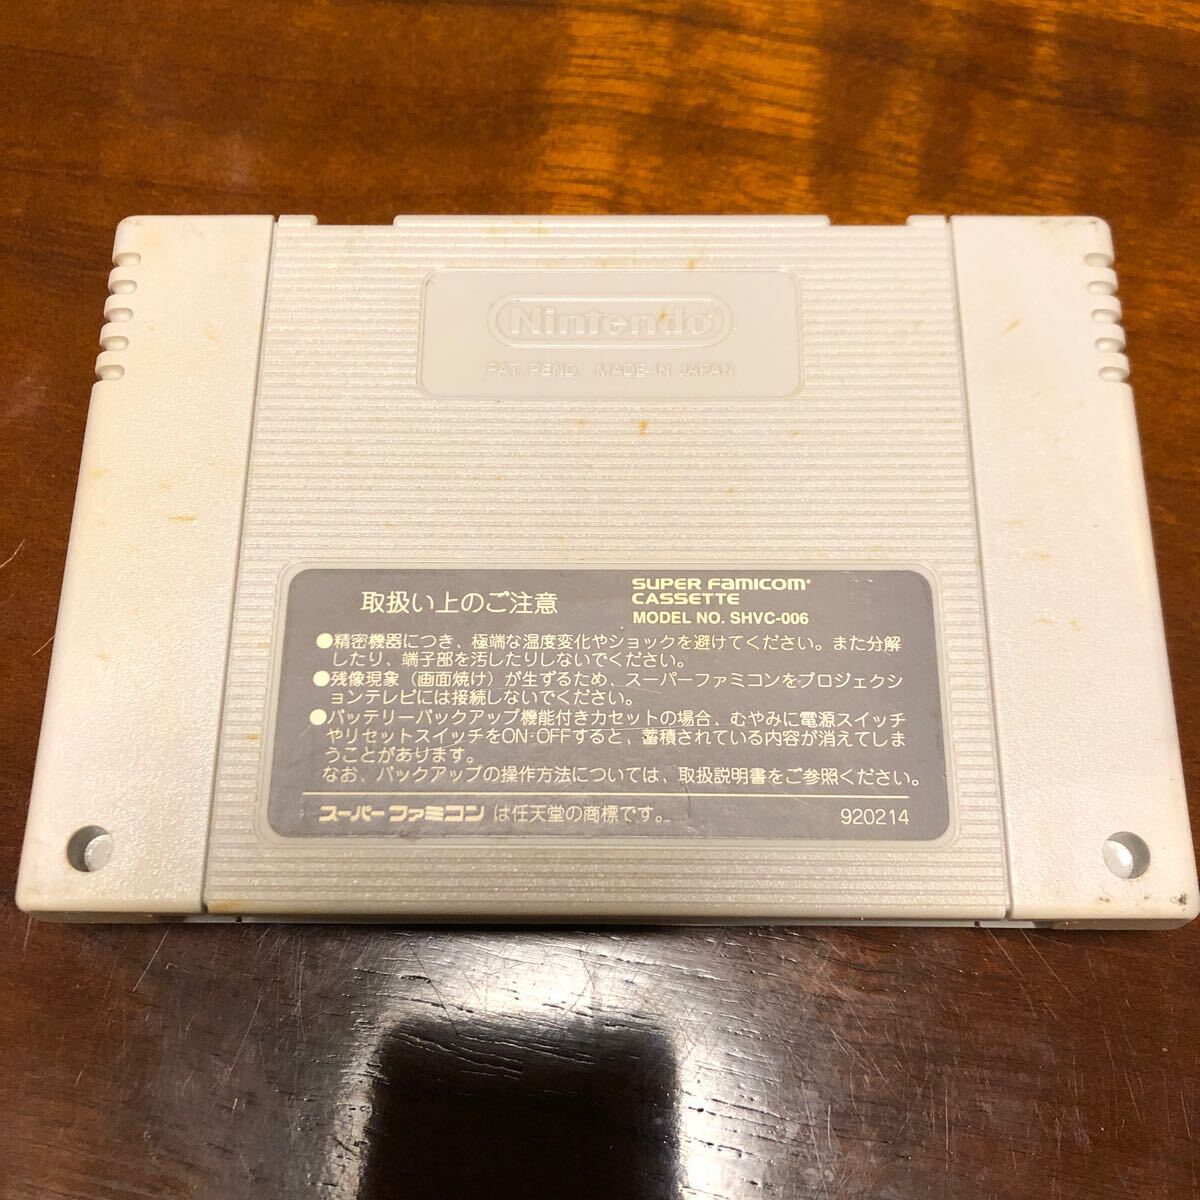 Nintendo
PAT. PEND. MADE-IN JAPAN
取扱い上のご注意
SUPER FAMICOM
CASSETTE
MODEL NO. SHVC-006
●精密機器につき、極端な温度変化やショックを避けてください。また分解
したり、端子部を汚したりしないでください。
●残像現象（画面焼け）が生ずるため、スーパーファミコンをプロジェクシ
ョンテレビには接続しないでください。
●バッテリーバックアップ機能付きカセットの場合、むやみに電源スイッチ
やリセットスイッチをON・OFFすると、蓄積されている内容が消えてしま
うことがあります。
なお、バックアップの操作方法については、取扱説明書をご参照ください。
スーパーファミコンは任天堂の商標です。
920214